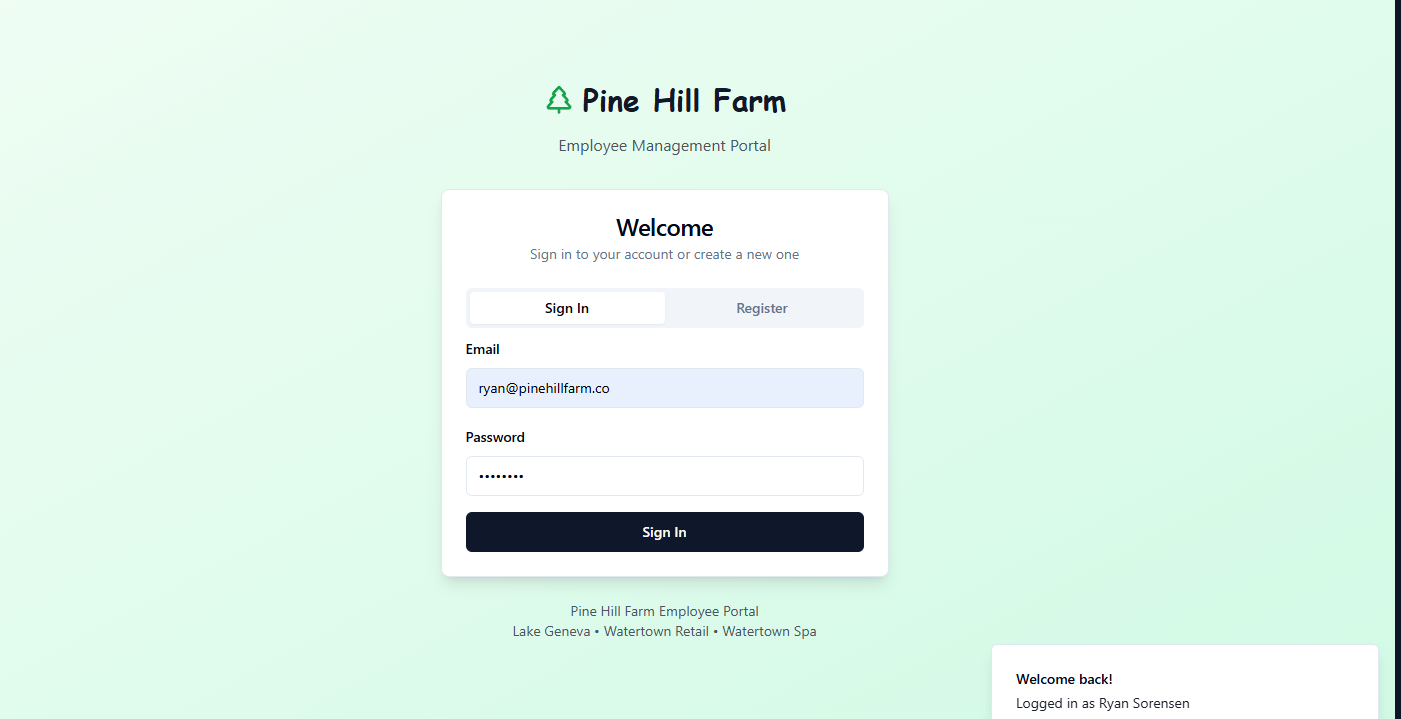 Pine Hill Farm
Employee Management Portal
Welcome
Sign in to your account or create a new one
Sign In
Register
Email
ryan@pinehillfarm.co
Password
••••••••
Sign In
Pine Hill Farm Employee Portal
Lake Geneva • Watertown Retail • Watertown Spa
Welcome back!
Logged in as Ryan Sorensen